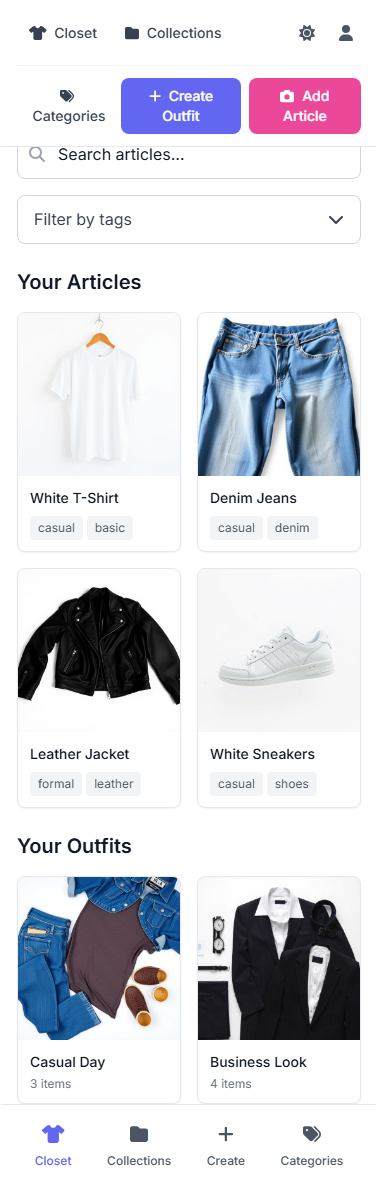 Closet Collections
Categories
Create Outfit
Add Article
Search articles...
Filter by tags
Your Articles
White T-Shirt
casual basic
Denim Jeans
casual denim
Leather Jacket
formal leather
White Sneakers
casual shoes
Your Outfits
Casual Day
3 items
Business Look
4 items
Closet Collections Create Categories